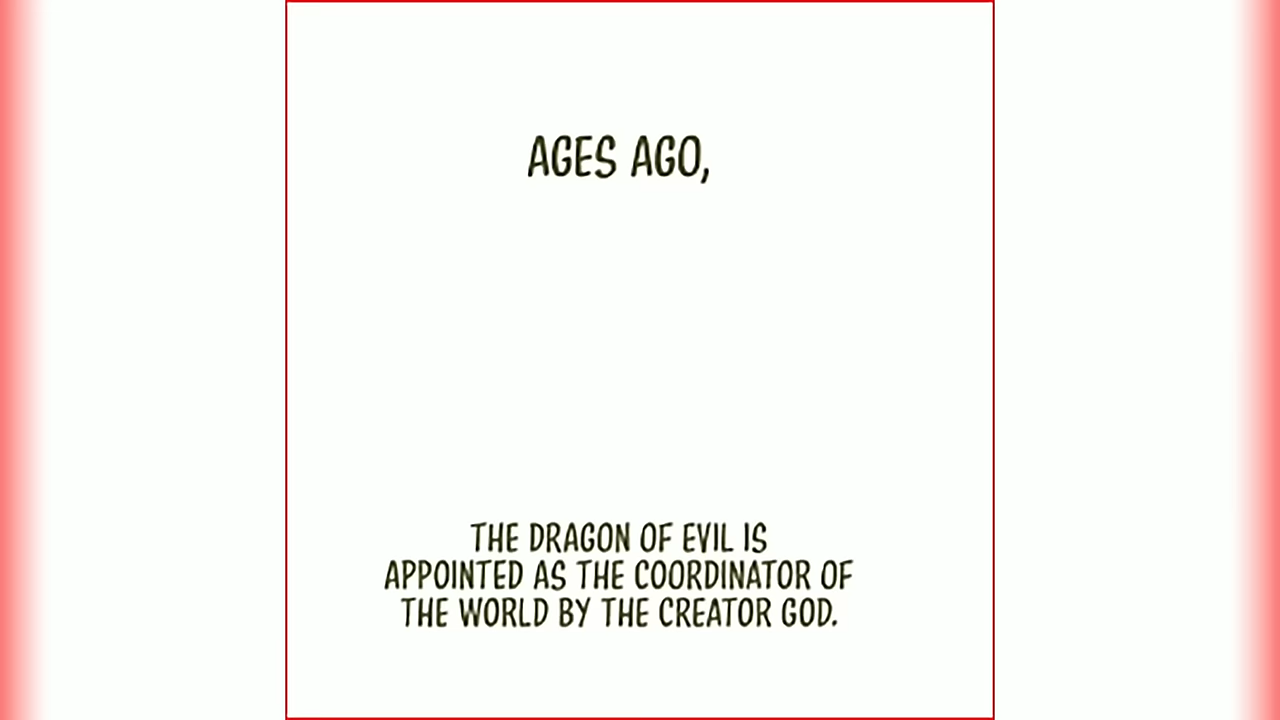 AGES AGO,
THE DRAGON OF EVIL IS
APPOINTED AS THE COORDINATOR OF
THE WORLD BY THE CREATOR GOD.